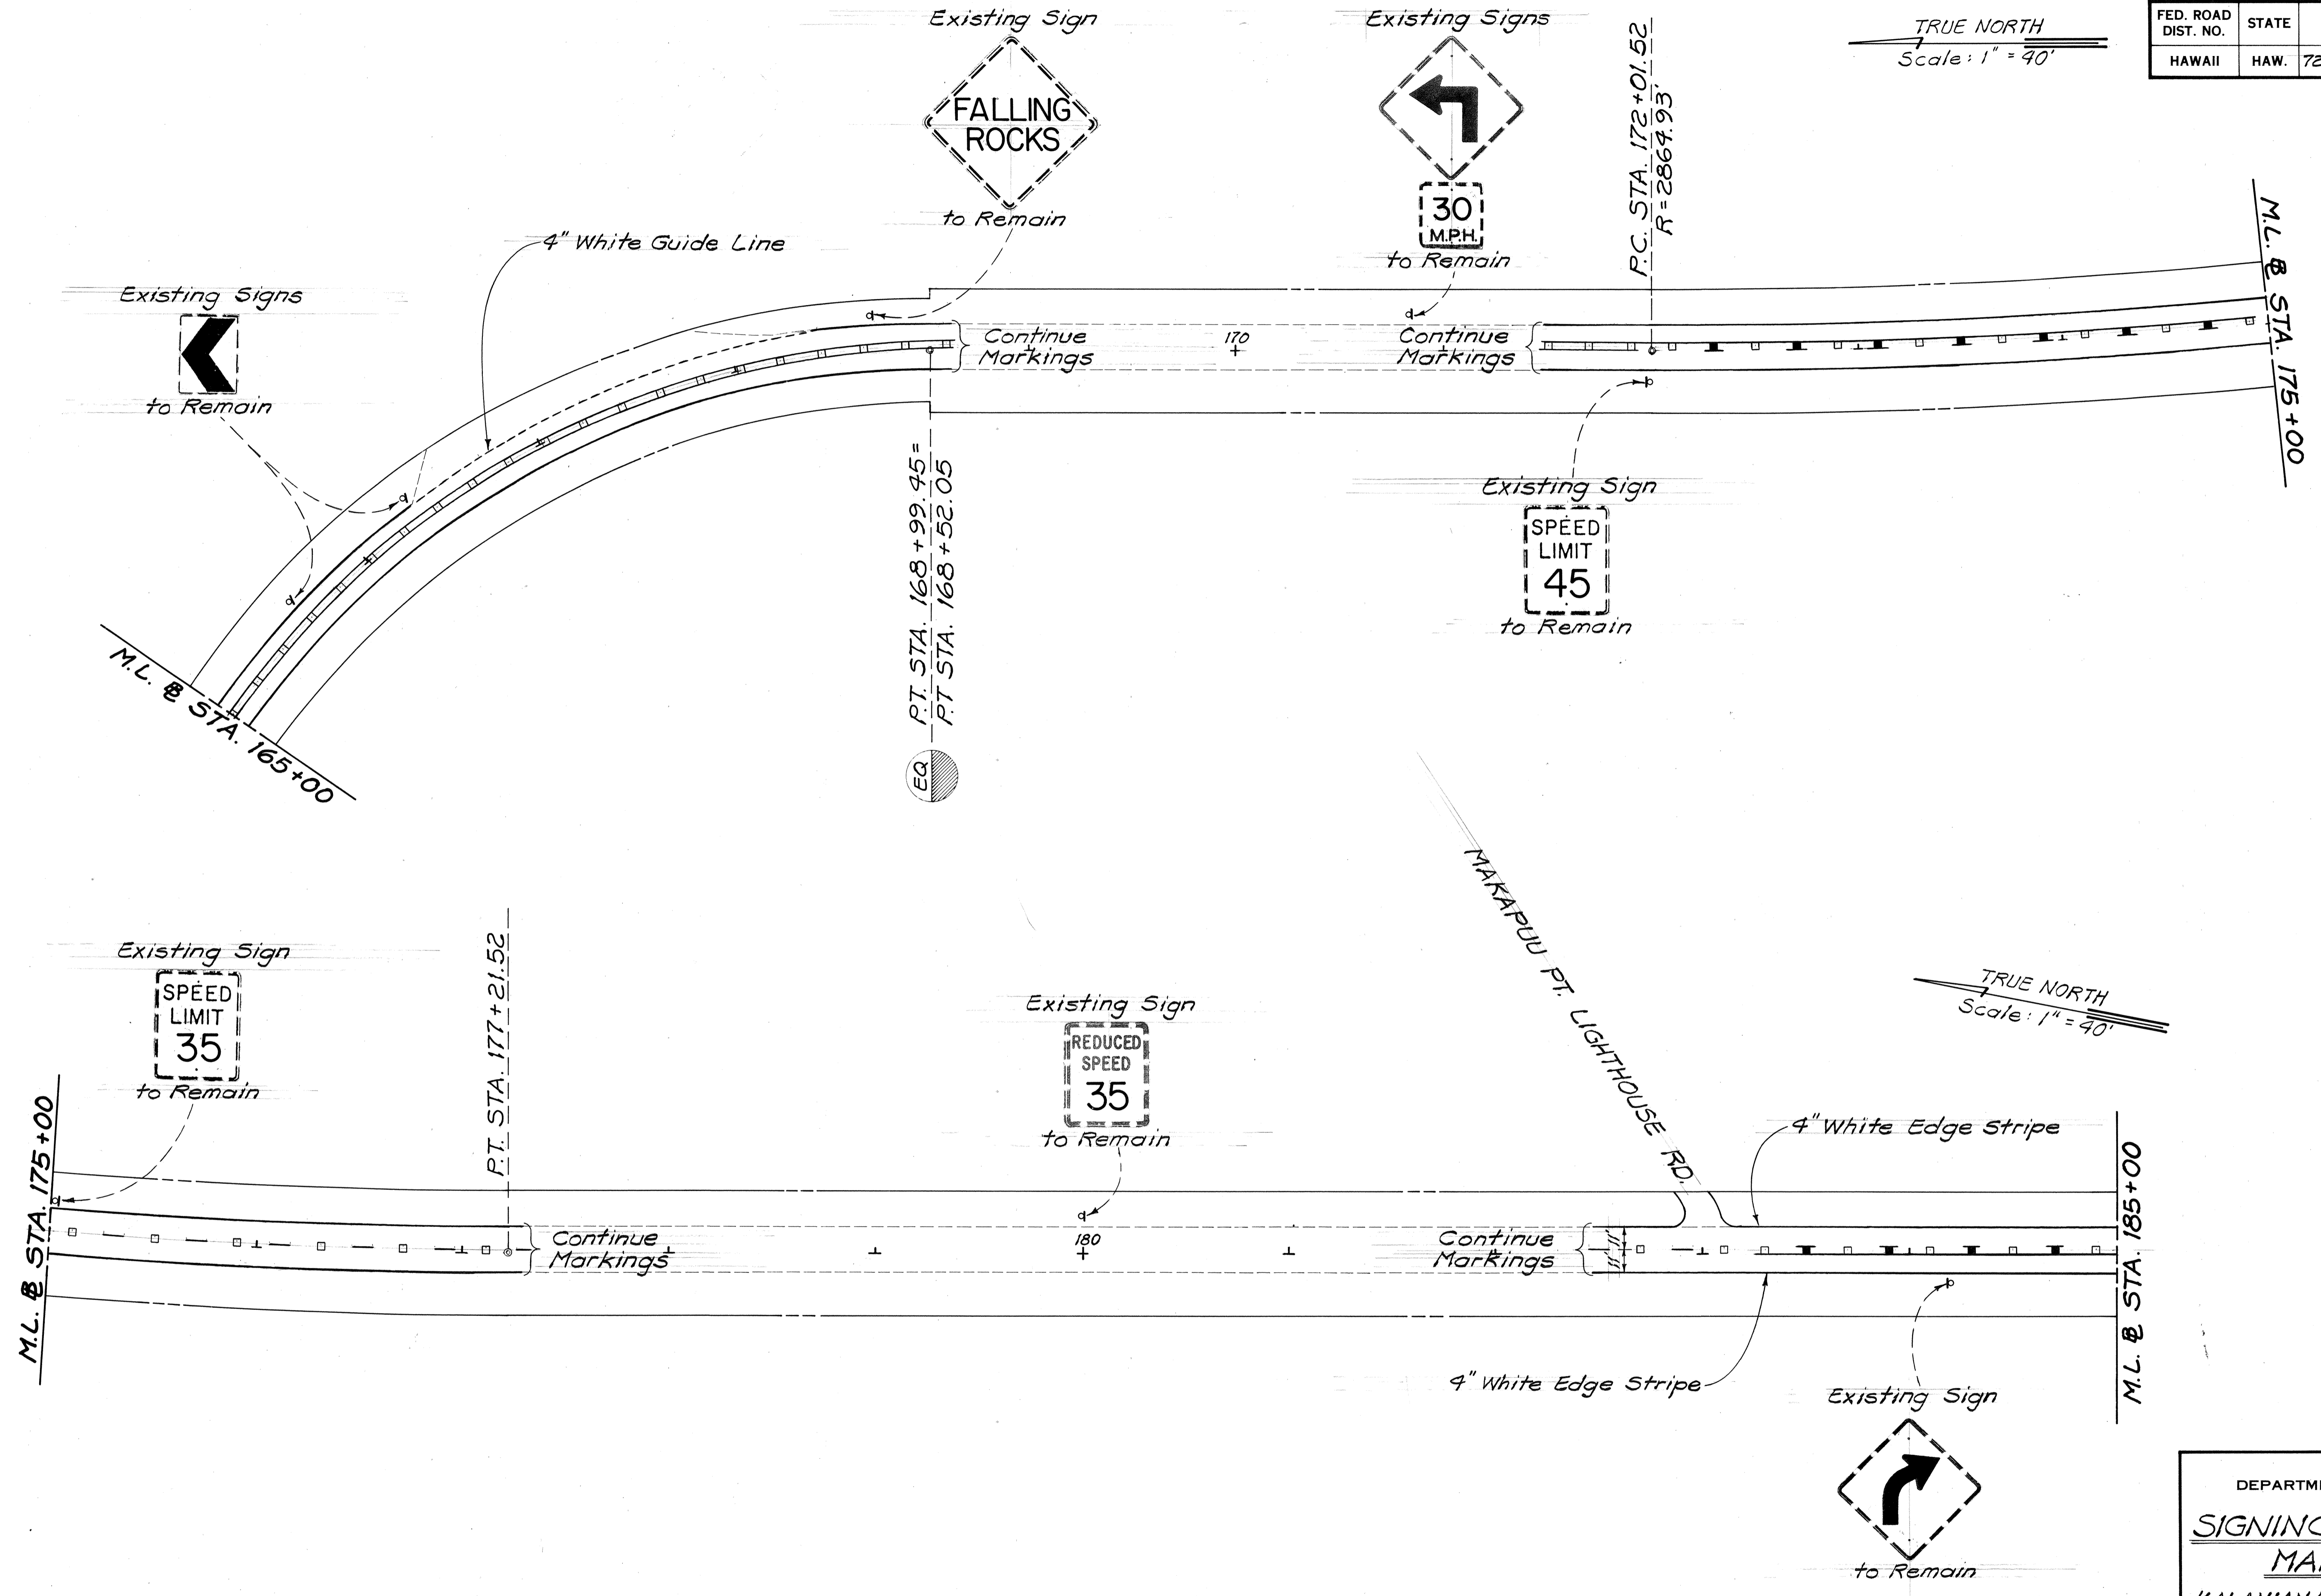 FED. ROAD DIST. NO.
STATE
HAWAII
HAW.
72
TRUE NORTH
Scale: 1" = 40'
Existing Sign
FALLING
ROCKS
to Remain
Existing Signs
30
M.P.H.
to Remain
P.C. STA. 172+01.52
R=2864.93'
4" White Guide Line
Existing Signs
to Remain
Continue
Markings
170
Continue
Markings
M.L. ℄ STA. 175+00
P.T. STA. 168+99.45=
P.T STA. 168+52.05
EQ
Existing Sign
SPEED
LIMIT
45
to Remain
M.L. ℄ STA. 165+00
MAKAPUU PT. LIGHTHOUSE RD.
TRUE NORTH
Scale: 1" = 40'
Existing Sign
SPEED
LIMIT
35
to Remain
P.T. STA. 177+21.52
Existing Sign
REDUCED
SPEED
35
to Remain
4" White Edge Stripe
M.L. ℄ STA. 175+00
Continue
Markings
180
Continue
Markings
11'
11'
M.L. ℄ STA. 185+00
4" White Edge Stripe
Existing Sign
to Remain
DEPARTM
SIGNING
MA